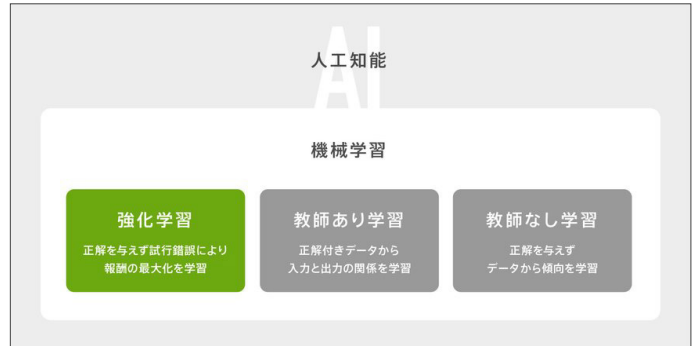 AI
人工知能
機械学習
強化学習
正解を与えず試行錯誤により
報酬の最大化を学習
教師あり学習
正解付きデータから
入力と出力の関係を学習
教師なし学習
正解を与えず
データから傾向を学習